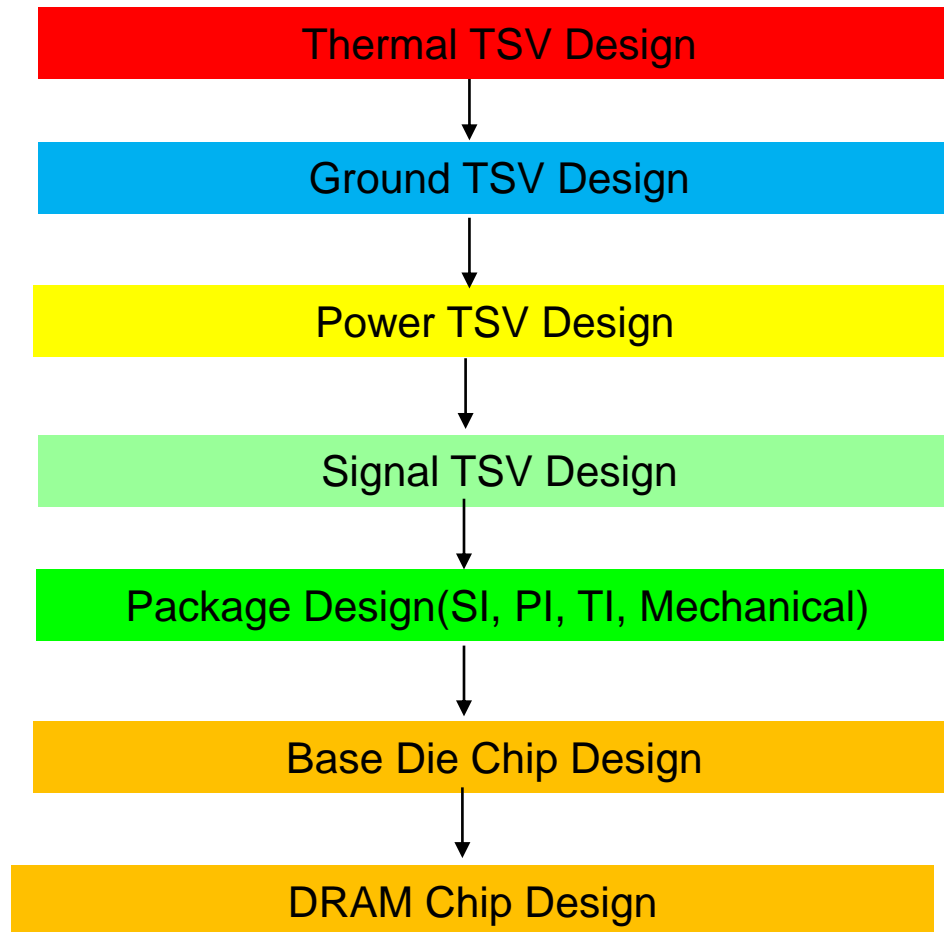 Thermal TSV Design
Ground TSV Design
Power TSV Design
Signal TSV Design
Package Design(SI, PI, TI, Mechanical)
Base Die Chip Design
DRAM Chip Design